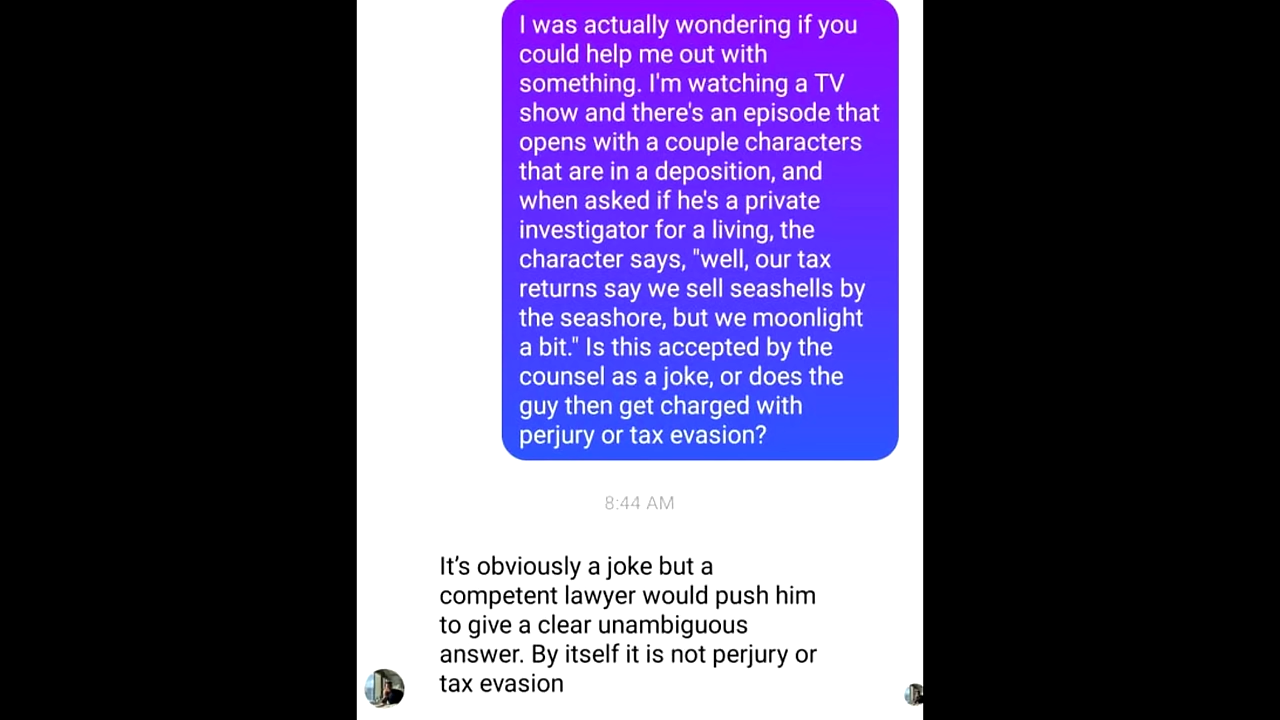 I was actually wondering if you
could help me out with
something. I'm watching a TV
show and there's an episode that
opens with a couple characters
that are in a deposition, and
when asked if he's a private
investigator for a living, the
character says, "well, our tax
returns say we sell seashells by
the seashore, but we moonlight
a bit." Is this accepted by the
counsel as a joke, or does the
guy then get charged with
perjury or tax evasion?
8:44 AM
It’s obviously a joke but a
competent lawyer would push him
to give a clear unambiguous
answer. By itself it is not perjury or
tax evasion